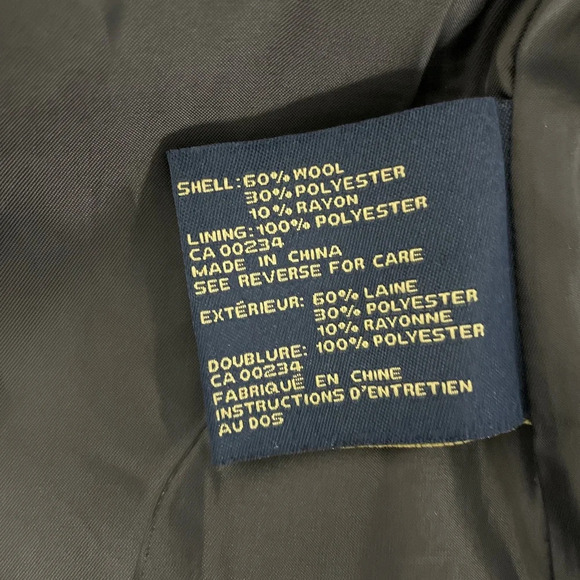 SHELL: 60% WOOL
30% POLYESTER
10% RAYON
LINING: 100% POLYESTER
CA 00234
MADE IN CHINA
SEE REVERSE FOR CARE
EXTÉRIEUR: 60% LAINE
30% POLYESTER
10% RAYONNE
DOUBLURE: 100% POLYESTER
CA 00234
FABRIQUÉ EN CHINE
INSTRUCTIONS D'ENTRETIEN
AU DOS